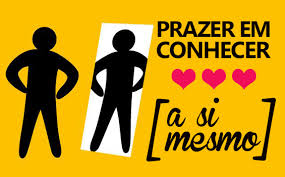 PRAZER EM
CONHECER
[a si
mesmo]